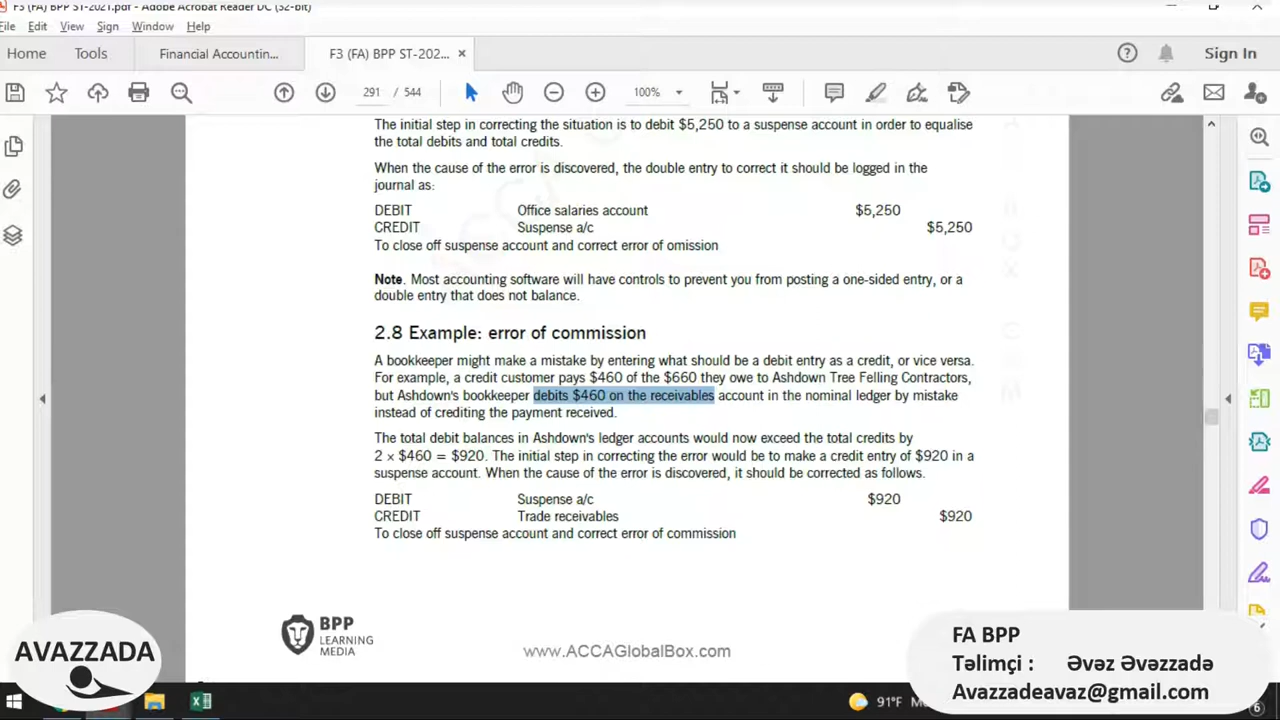 F3 (FA) BPP ST-2021.pdf - Adobe Acrobat Reader DC (32-bit)
File Edit View Sign Window Help
Home Tools Financial Accountin... F3 (FA) BPP ST-202... × Sign In
291 / 544 100%
The initial step in correcting the situation is to debit $5,250 to a suspense account in order to equalise
the total debits and total credits.
When the cause of the error is discovered, the double entry to correct it should be logged in the
journal as:
DEBIT Office salaries account $5,250
CREDIT Suspense a/c $5,250
To close off suspense account and correct error of omission
Note. Most accounting software will have controls to prevent you from posting a one-sided entry, or a
double entry that does not balance.
2.8 Example: error of commission
A bookkeeper might make a mistake by entering what should be a debit entry as a credit, or vice versa.
For example, a credit customer pays $460 of the $660 they owe to Ashdown Tree Felling Contractors,
but Ashdown's bookkeeper debits $460 on the receivables account in the nominal ledger by mistake
instead of crediting the payment received.
The total debit balances in Ashdown's ledger accounts would now exceed the total credits by
2 × $460 = $920. The initial step in correcting the error would be to make a credit entry of $920 in a
suspense account. When the cause of the error is discovered, it should be corrected as follows.
DEBIT Suspense a/c $920
CREDIT Trade receivables $920
To close off suspense account and correct error of commission
BPP
LEARNING
MEDIA
www.ACCAGlobalBox.com
AVAZZADA
FA BPP
Təlimçi : Əvəz Əvəzzadə
Avazzadeavaz@gmail.com
91°F
6